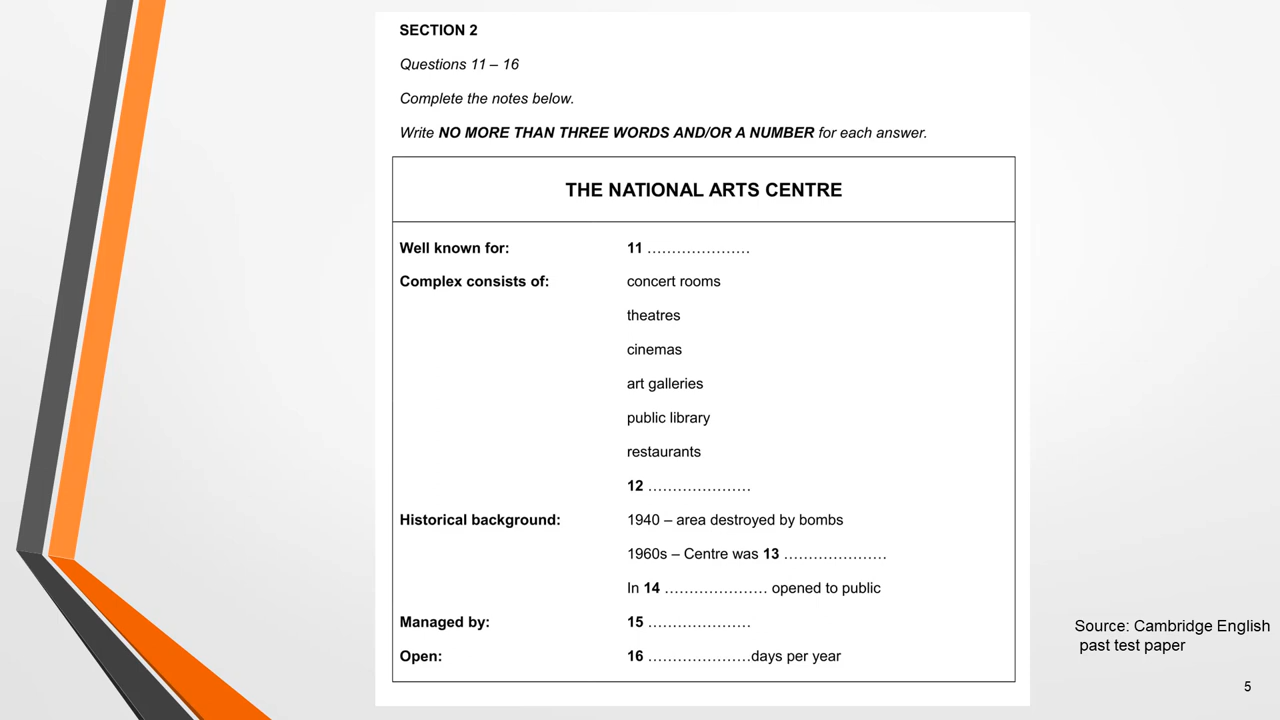 SECTION 2
Questions 11 – 16
Complete the notes below.
Write NO MORE THAN THREE WORDS AND/OR A NUMBER for each answer.
THE NATIONAL ARTS CENTRE
Well known for: 11 …………………
Complex consists of: concert rooms
theatres
cinemas
art galleries
public library
restaurants
12 …………………
Historical background: 1940 – area destroyed by bombs
1960s – Centre was 13 …………………
In 14 ………………… opened to public
Managed by: 15 …………………
Open: 16 …………………days per year
Source: Cambridge English
past test paper
5